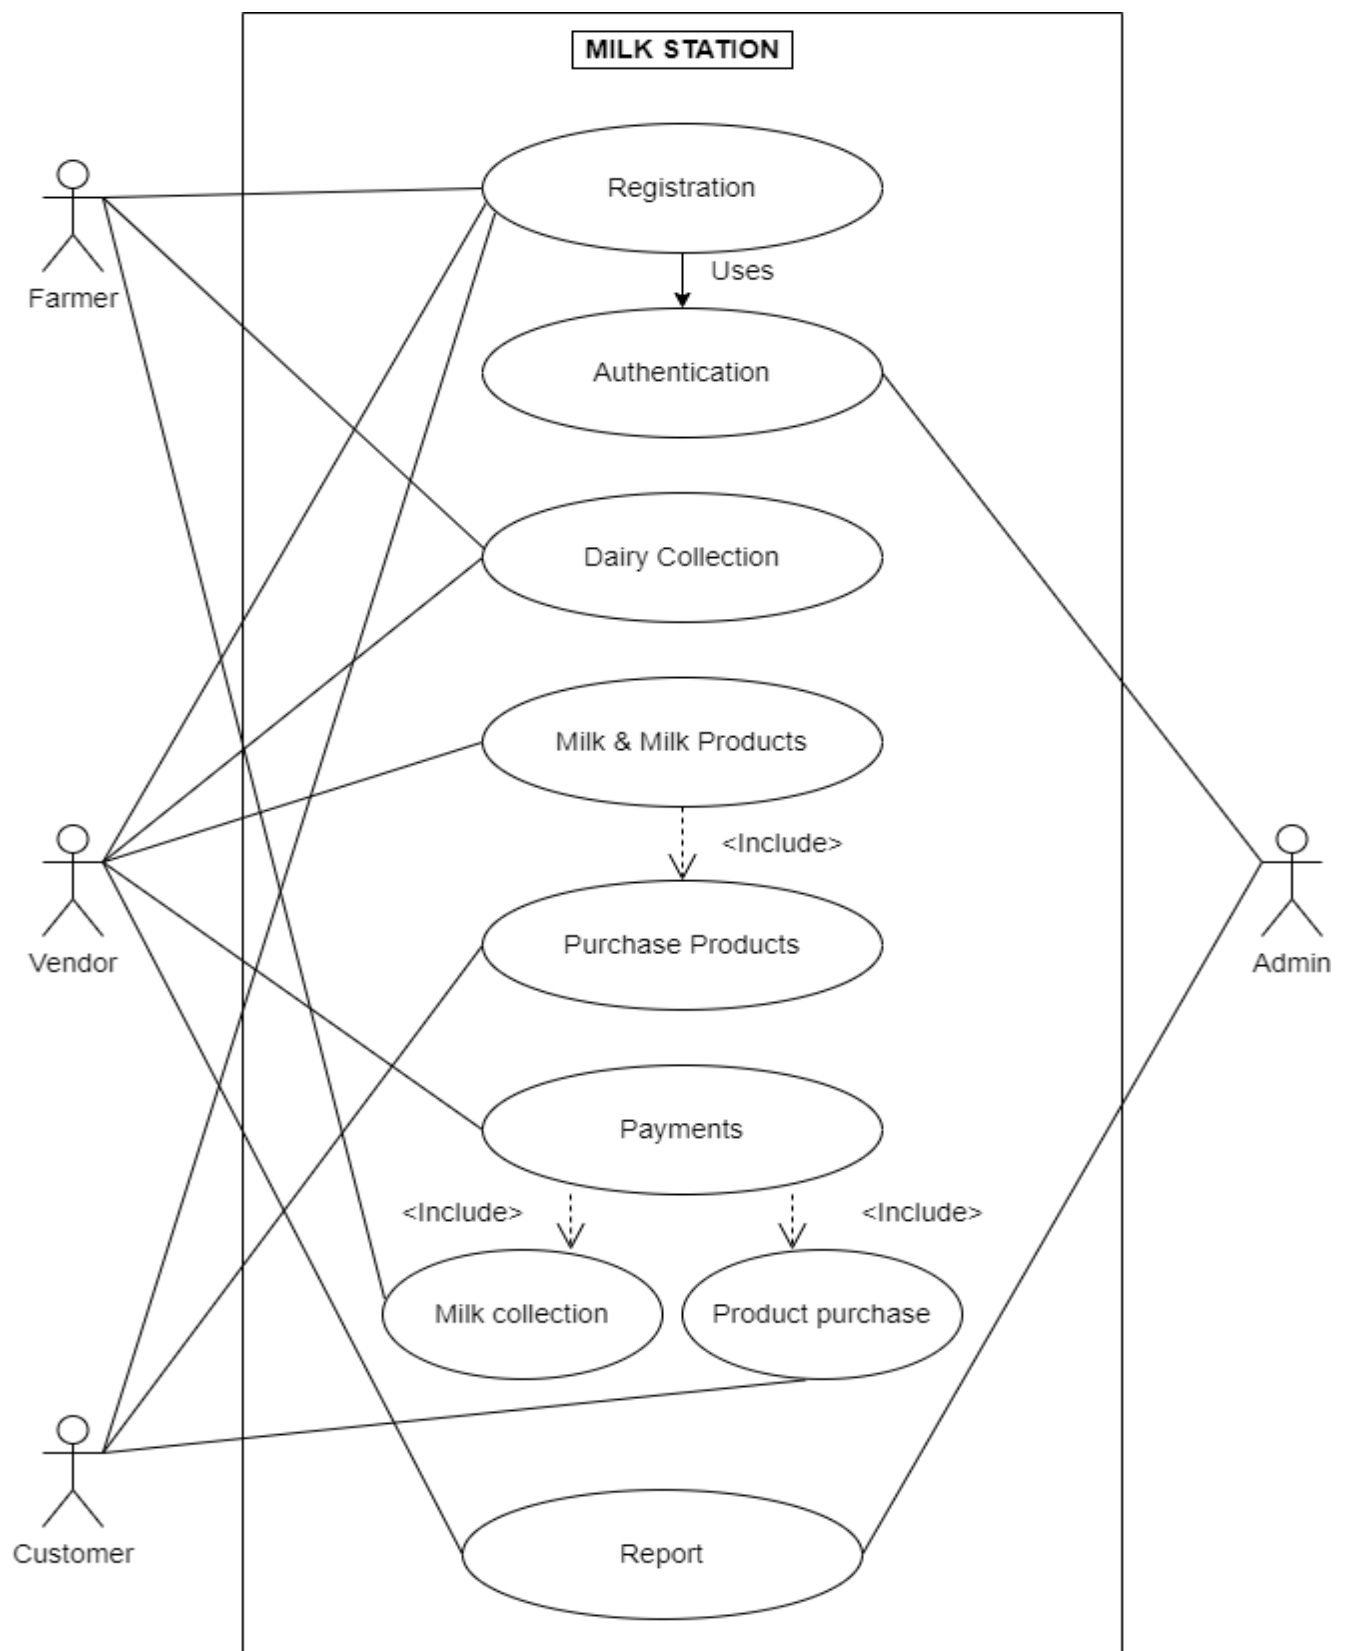 MILK STATION
Registration
Uses
Farmer
Authentication
Dairy Collection
Milk & Milk Products
<Include>
Purchase Products
Vendor
Admin
Payments
<Include>
<Include>
Milk collection
Product purchase
Customer
Report